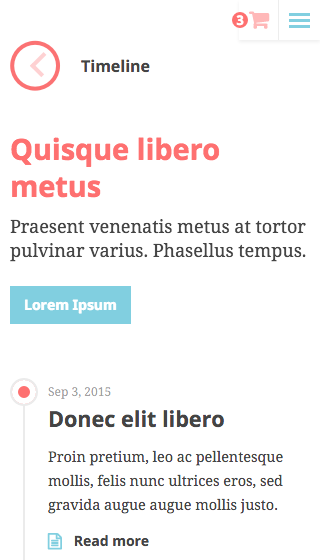 3
Timeline
Quisque libero
metus
Praesent venenatis metus at tortor
pulvinar varius. Phasellus tempus.
Lorem Ipsum
Sep 3, 2015
Donec elit libero
Proin pretium, leo ac pellentesque
mollis, felis nunc ultrices eros, sed
gravida augue augue mollis justo.
Read more